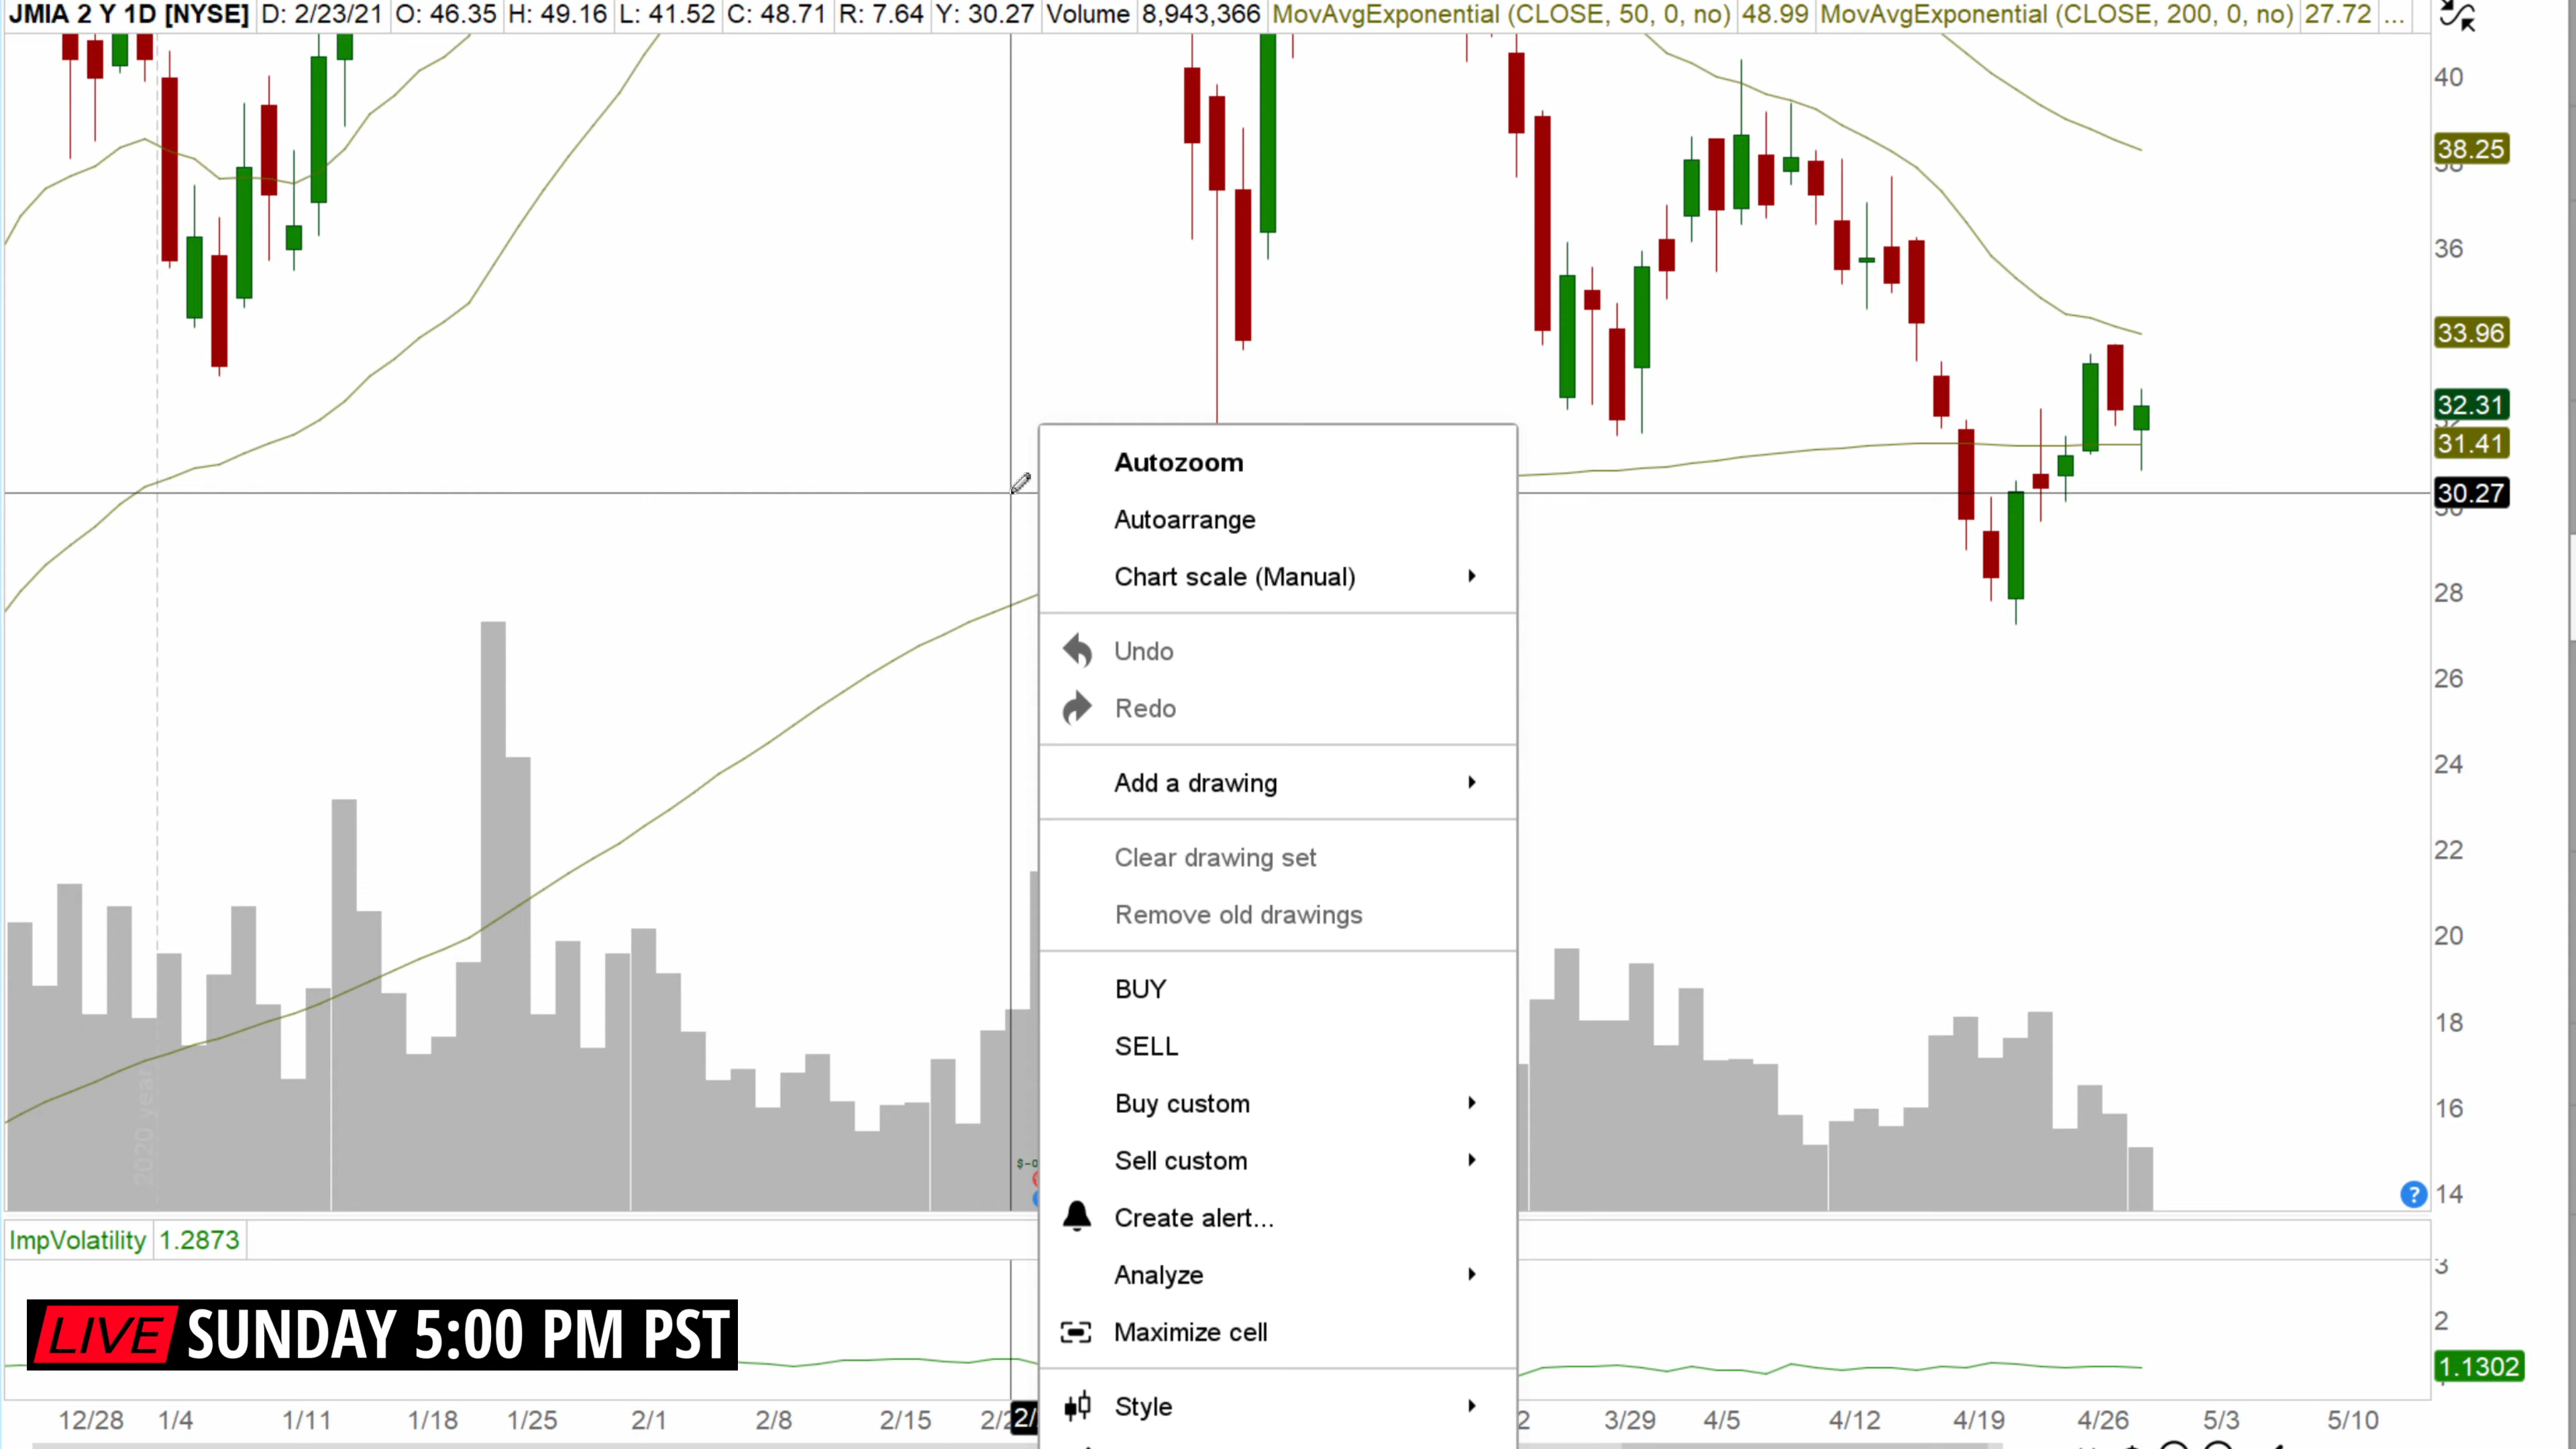 JMIA 2 Y 1D [NYSE] D: 2/23/21 O: 46.35 H: 49.16 L: 41.52 C: 48.71 R: 7.64 Y: 30.27 Volume 8,943,366 MovAvgExponential (CLOSE, 50, 0, no) 48.99 MovAvgExponential (CLOSE, 200, 0, no) 27.72 ...
40
38.25
36
33.96
32.31
31.41
30.27
28
26
24
22
20
18
16
14
Autozoom
Autoarrange
Chart scale (Manual)
Undo
Redo
Add a drawing
Clear drawing set
Remove old drawings
BUY
SELL
Buy custom
Sell custom
Create alert...
Analyze
Maximize cell
Style
2020 year
?
ImpVolatility 1.2873
3
2
1.1302
LIVE SUNDAY 5:00 PM PST
12/28 1/4 1/11 1/18 1/25 2/1 2/8 2/15 3/29 4/5 4/12 4/19 4/26 5/3 5/10